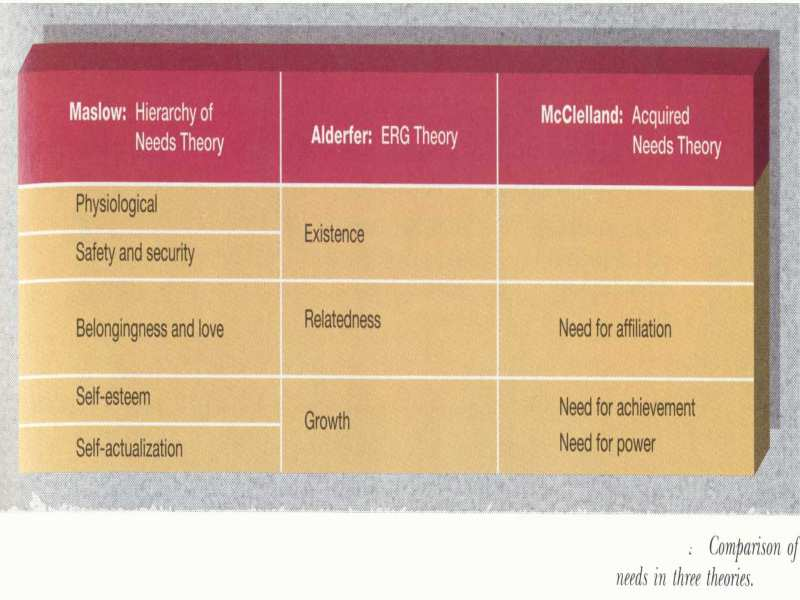 Maslow: Hierarchy of
Needs Theory
Alderfer: ERG Theory
McClelland: Acquired
Needs Theory
Physiological
Safety and security
Existence
Belongingness and love
Relatedness
Need for affiliation
Self-esteem
Self-actualization
Growth
Need for achievement
Need for power
: Comparison of
needs in three theories.